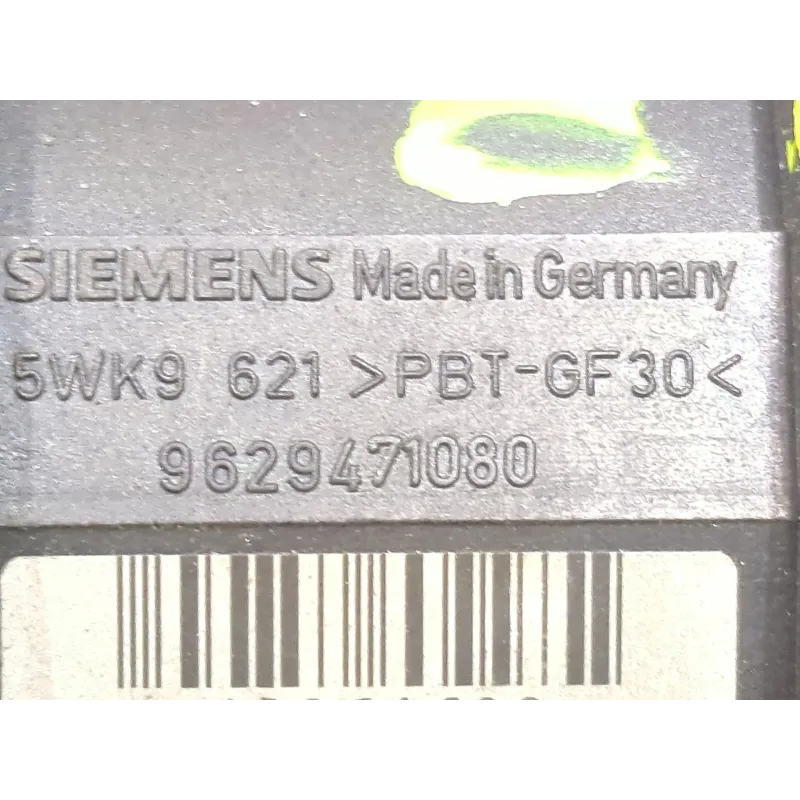 SIEMENS Made in Germany
5WK9 621 >PBT-GF30<
9629471080